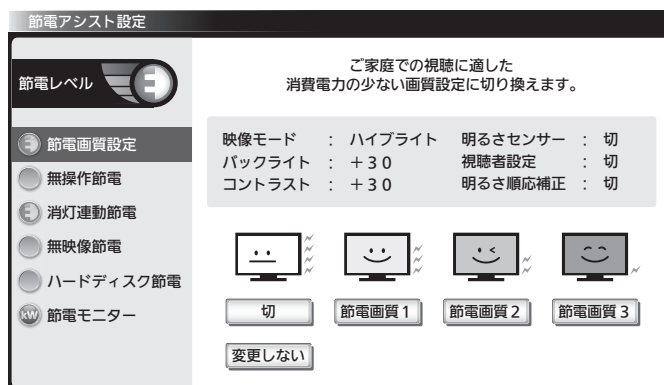 節電アシスト設定
節電レベル
節電画質設定
無操作節電
消灯連動節電
無映像節電
ハードディスク節電
kW 節電モニター
ご家庭での視聴に適した
消費電力の少ない画質設定に切り換えます。
映像モード : ハイブライト 明るさセンサー : 切
バックライト : +30 視聴者設定 : 切
コントラスト : +30 明るさ順応補正 : 切
切 節電画質1 節電画質2 節電画質3
変更しない